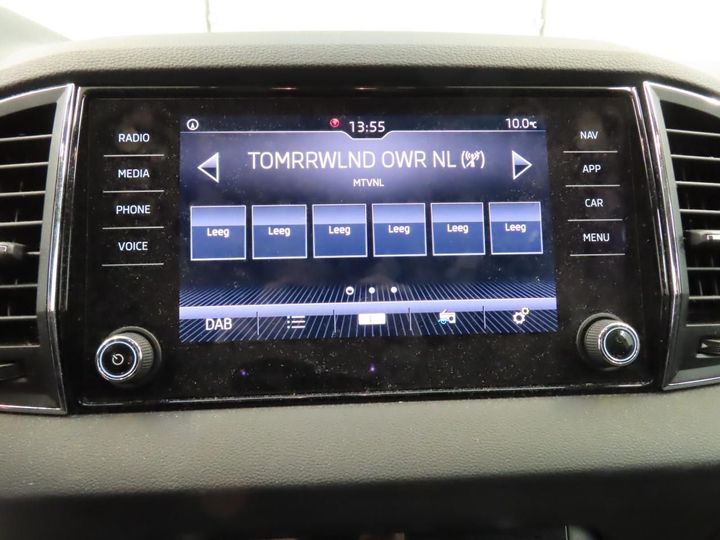 13:55
10.0°C
TOMRRWLND OWR NL
MTVNL
Leeg Leeg Leeg Leeg Leeg Leeg
DAB
RADIO
MEDIA
PHONE
VOICE
NAV
APP
CAR
MENU